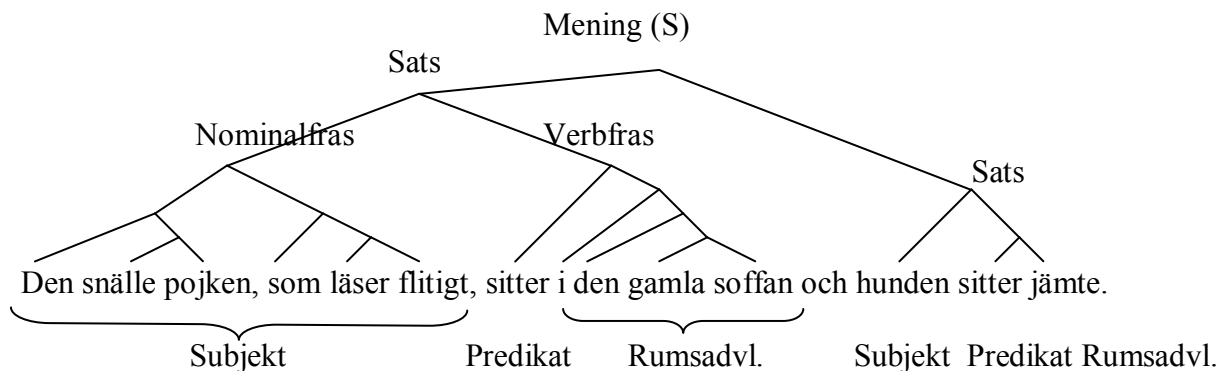 Mening (S)
Sats
Nominalfras Verbfras
Sats
Den snälle pojken, som läser flitigt, sitter i den gamla soffan och hunden sitter jämte.
Subjekt Predikat Rumsadvl. Subjekt Predikat Rumsadvl.